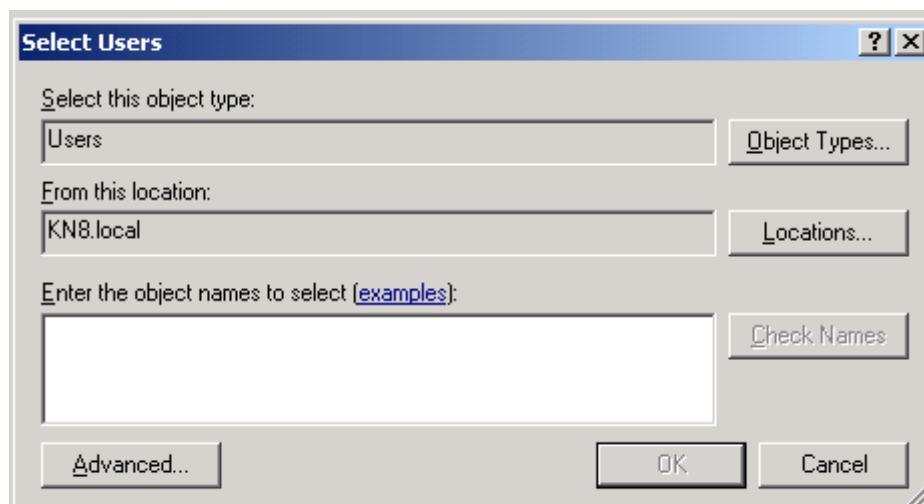 Select Users
Select this object type:
Users
Object Types...
From this location:
KN8.local
Locations...
Enter the object names to select (examples):
Check Names
Advanced...
OK
Cancel